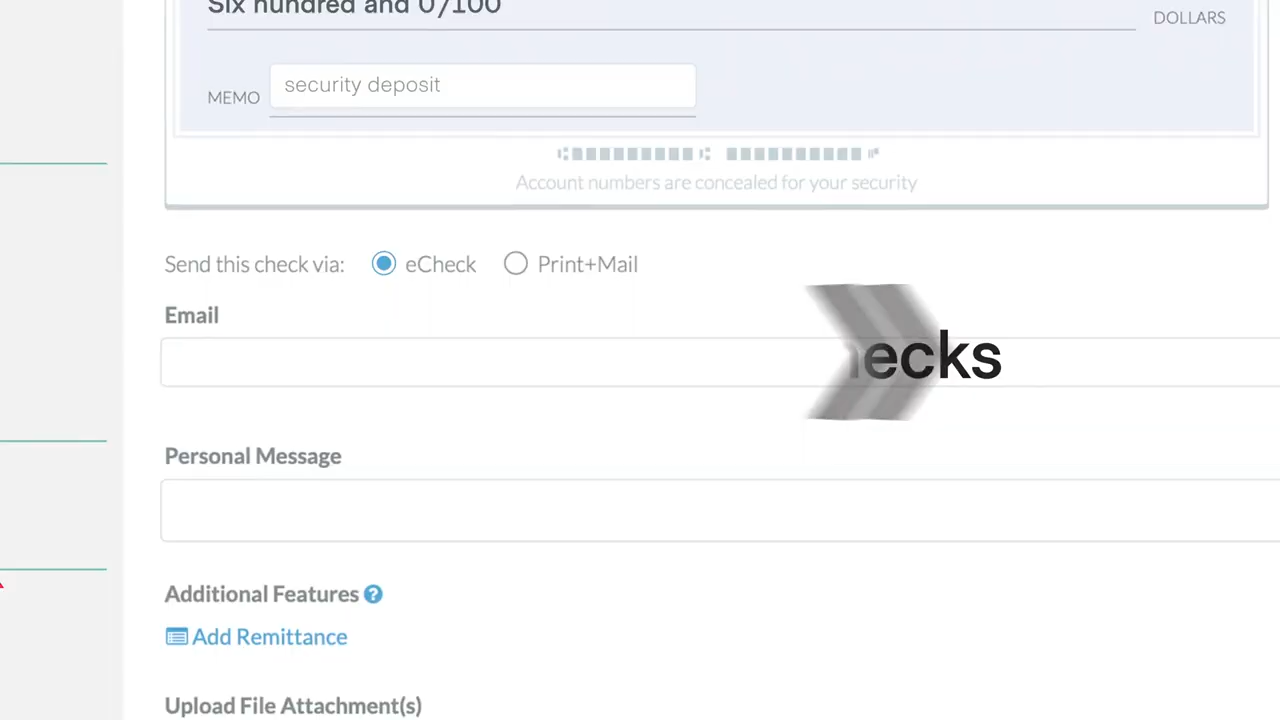 Six hundred and 0/100
DOLLARS
MEMO security deposit
Account numbers are concealed for your security
Send this check via: eCheck Print+Mail
Email
Personal Message
Additional Features ?
Add Remittance
Upload File Attachment(s)